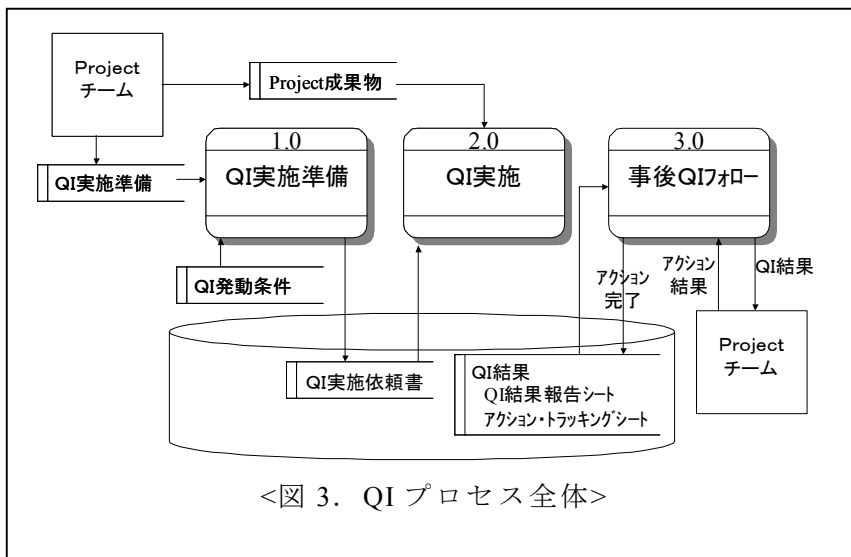 Project
チーム
Project成果物
1.0
QI実施準備
2.0
QI実施
3.0
事後QIフォロー
QI実施準備
QI発動条件
アクション
完了
アクション
結果
QI結果
Project
チーム
QI実施依頼書
QI結果
QI結果報告シート
アクション・トラッキングシート
<図 3. QI プロセス全体>